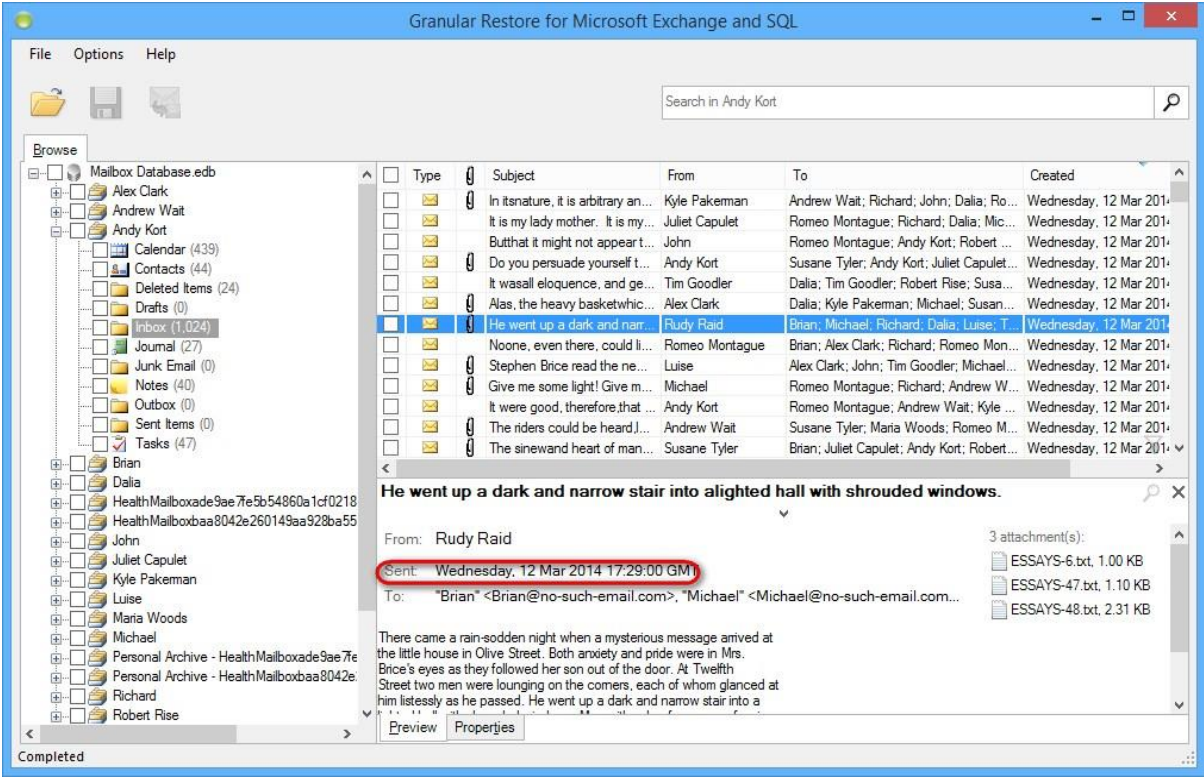 Granular Restore for Microsoft Exchange and SQL
File Options Help
Search in Andy Kort
Browse
Mailbox Database.edb
Alex Clark
Andrew Wait
Andy Kort
Calendar (439)
Contacts (44)
Deleted Items (24)
Drafts (0)
Inbox (1,024)
Journal (27)
Junk Email (0)
Notes (40)
Outbox (0)
Sent Items (0)
Tasks (47)
Brian
Dalia
HealthMailboxade9ae7fe5b54860a1cf0218
HealthMailboxbaa8042e260149aa928ba55
John
Juliet Capulet
Kyle Pakeman
Luise
Maria Woods
Michael
Personal Archive - HealthMailboxade9ae7fe
Personal Archive - HealthMailboxbaa8042e
Richard
Robert Rise
Type Subject From To Created
In itsnature, it is arbitrary an... Kyle Pakerman Andrew Wait; Richard; John; Dalia; Ro... Wednesday, 12 Mar 2014
It is my lady mother. It is my... Juliet Capulet Romeo Montague; Richard; Dalia; Mic... Wednesday, 12 Mar 2014
Butthat it might not appear t... John Romeo Montague; Andy Kort; Robert ... Wednesday, 12 Mar 2014
Do you persuade yourself t... Andy Kort Susane Tyler; Andy Kort; Juliet Capulet... Wednesday, 12 Mar 2014
It wasall eloquence, and ge... Tim Goodler Dalia; Tim Goodler; Robert Rise; Susa... Wednesday, 12 Mar 2014
Alas, the heavy basketwhic... Alex Clark Dalia; Kyle Pakeman; Michael; Susan... Wednesday, 12 Mar 2014
He went up a dark and narr... Rudy Raid Brian; Michael; Richard; Dalia; Luise; T... Wednesday, 12 Mar 2014
Noone, even there, could li... Romeo Montague Brian; Alex Clark; Richard; Romeo Mon... Wednesday, 12 Mar 2014
Stephen Brice read the ne... Luise Alex Clark; John; Tim Goodler; Michael... Wednesday, 12 Mar 2014
Give me some light! Give m... Michael Romeo Montague; Richard; Andrew W... Wednesday, 12 Mar 2014
It were good, therefore,that ... Andy Kort Romeo Montague; Andrew Wait; Kyle ... Wednesday, 12 Mar 2014
The riders could be heard,l... Andrew Wait Susane Tyler; Maria Woods; Romeo M... Wednesday, 12 Mar 2014
The sinewand heart of man... Susane Tyler Brian; Juliet Capulet; Andy Kort; Robert... Wednesday, 12 Mar 2014
He went up a dark and narrow stair into alighted hall with shrouded windows.
From: Rudy Raid
Sent: Wednesday, 12 Mar 2014 17:29:00 GMT
To: "Brian" <Brian@no-such-email.com>, "Michael" <Michael@no-such-email.com...
3 attachment(s):
ESSAYS-6.txt, 1.00 KB
ESSAYS-47.txt, 1.10 KB
ESSAYS-48.txt, 2.31 KB
There came a rain-sodden night when a mysterious message arrived at
the little house in Olive Street. Both anxiety and pride were in Mrs.
Brice's eyes as they followed her son out of the door. At Twelfth
Street two men were lounging on the corners, each of whom glanced at
him listessly as he passed. He went up a dark and narrow stair into a
Preview Properties
Completed